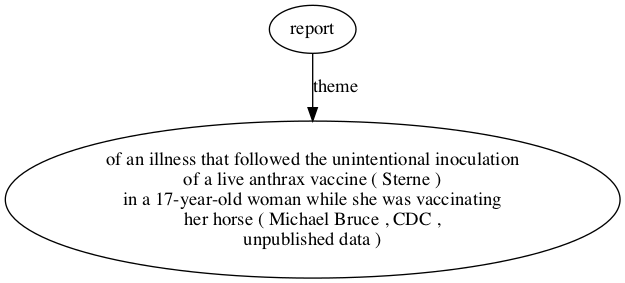 report
theme
of an illness that followed the unintentional inoculation
of a live anthrax vaccine ( Sterne )
in a 17-year-old woman while she was vaccinating
her horse ( Michael Bruce , CDC ,
unpublished data )